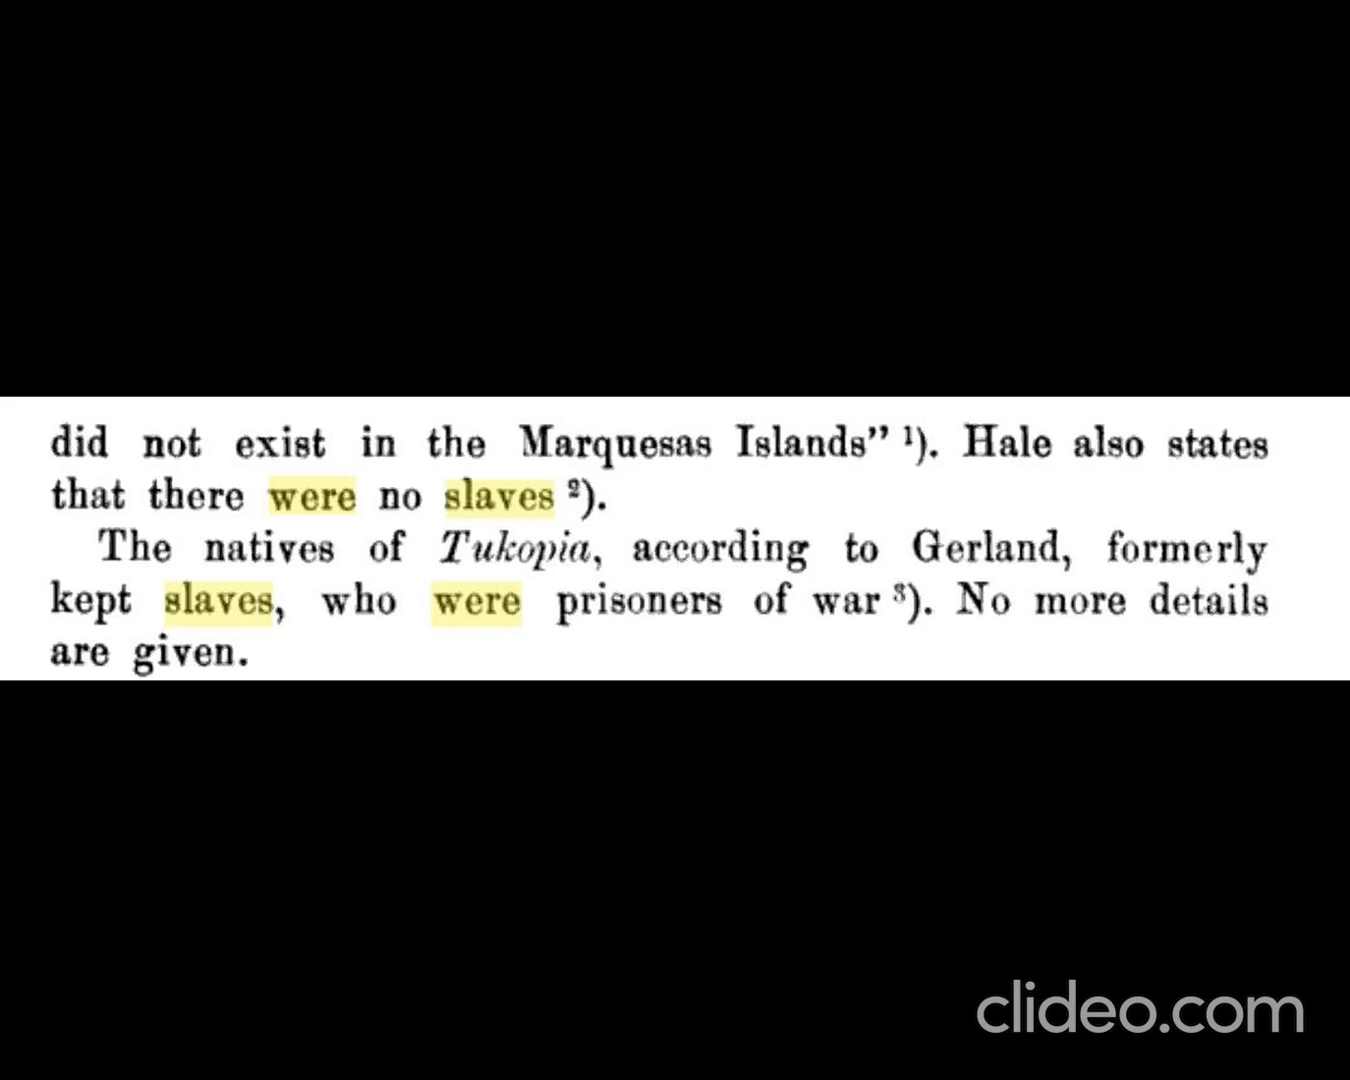 did not exist in the Marquesas Islands” ¹). Hale also states
that there were no slaves ²).
The natives of Tukopia, according to Gerland, formerly
kept slaves, who were prisoners of war ³). No more details
are given.
clideo.com